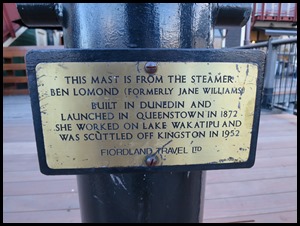 THIS MAST IS FROM THE STEAMER
BEN LOMOND (FORMERLY JANE WILLIAMS)
BUILT IN DUNEDIN AND
LAUNCHED IN QUEENSTOWN IN 1872
SHE WORKED ON LAKE WAKATIPU AND
WAS SCUTTLED OFF KINGSTON IN 1952
FIORDLAND TRAVEL LTD